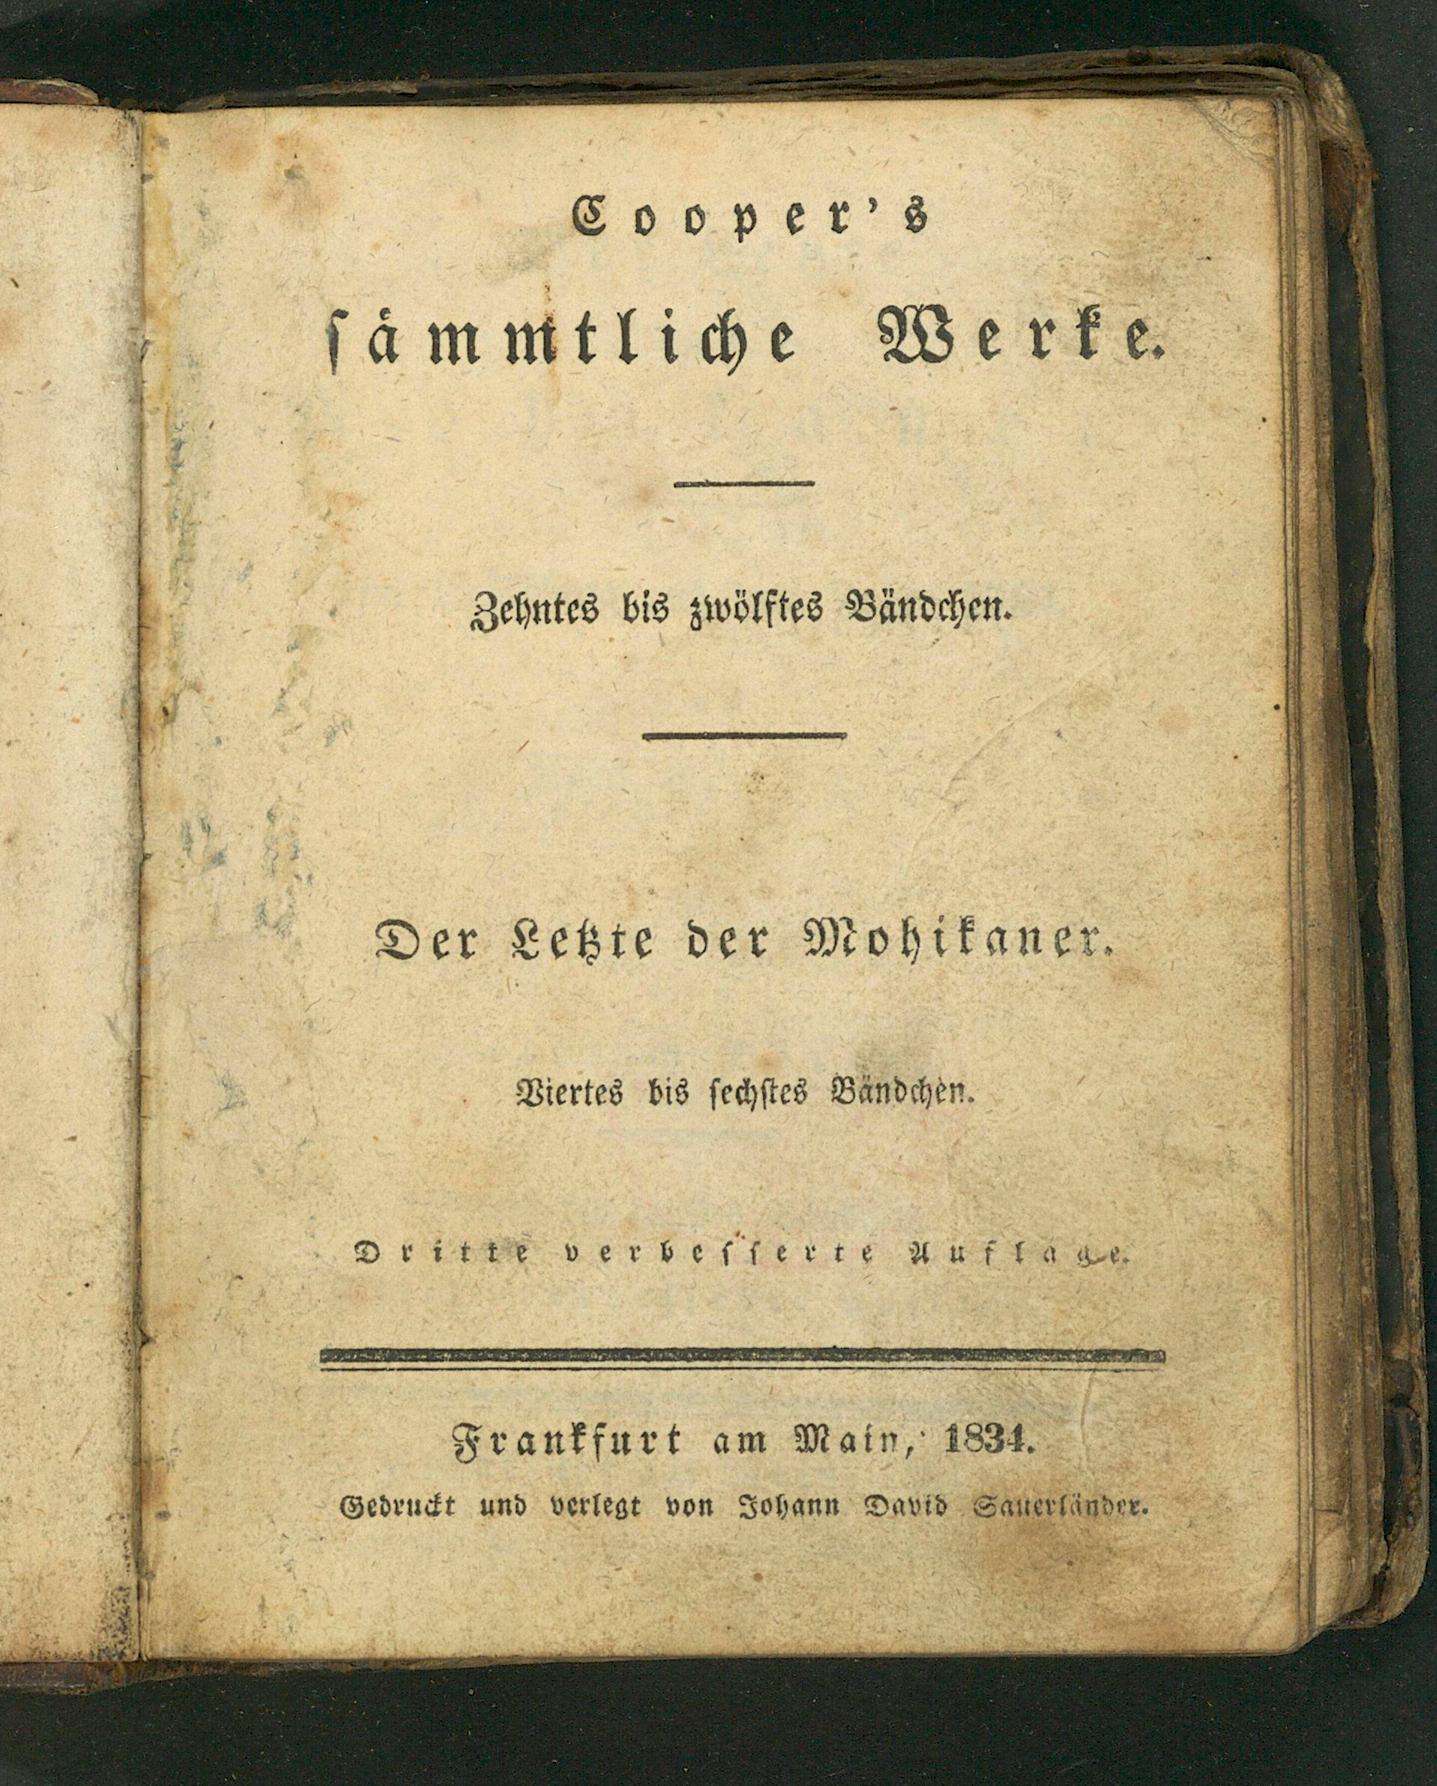 Cooper's
ſämmtliche Werke.
Zehntes bis zwölftes Bändchen.
Der Letzte der Mohikaner.
Viertes bis ſechſtes Bändchen.
Dritte verbeſſerte Auflage.
Frankfurt am Main, 1834.
Gedruckt und verlegt von Johann David Sauerländer.